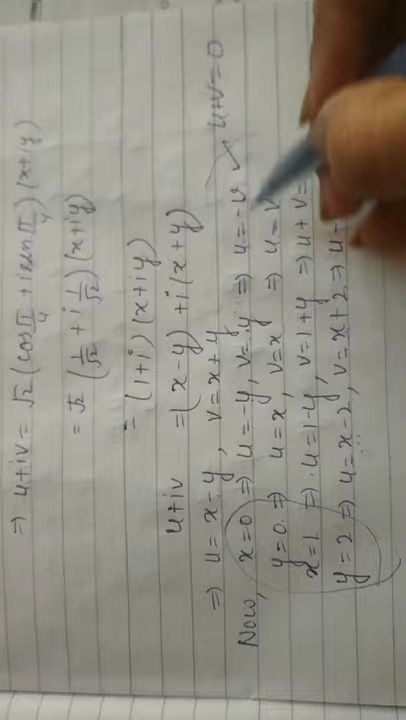 ⇒ u+iv = √2 (cos π/4 + i sin π/4) (x+iy)
= √2 (1/√2 + i 1/√2) (x+iy)
= (1+i) (x+iy)
u+iv = (x-y) + i (x+y)
⇒ u = x-y, v = x+y
Now, x=0 ⇒ u=-y, v=y ⇒ u=-v ✓ u+v=0
y=0 ⇒ u=x, v=x ⇒ u=v
x=1 ⇒ u=1-y, v=1+y ⇒ u+v=
y=2 ⇒ u=x-2, v=x+2 ⇒ u-